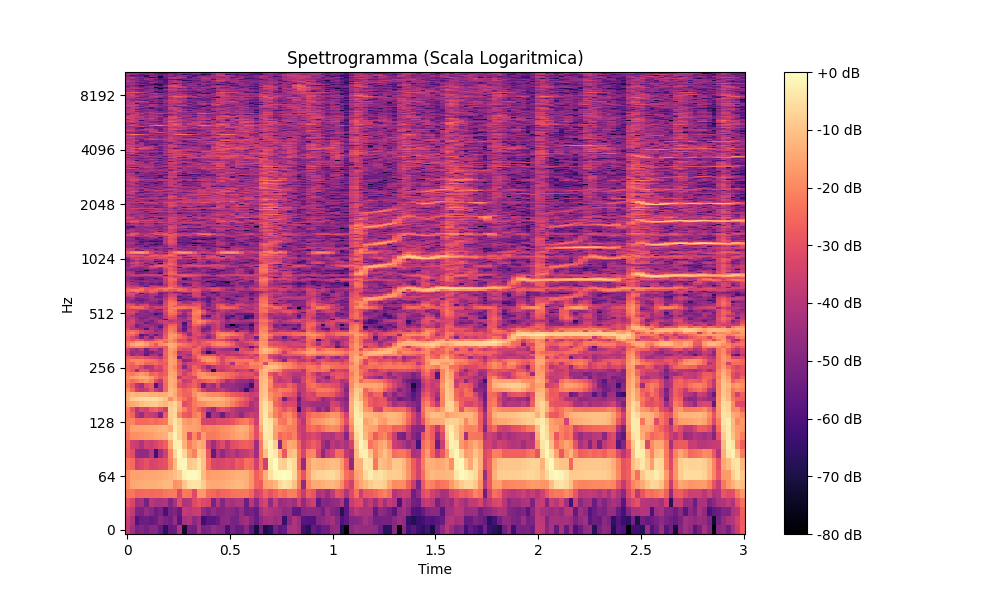 Spettrogramma (Scala Logaritmica)
Hz
8192
4096
2048
1024
512
256
128
64
0
0
0.5
1
1.5
2
2.5
3
Time
+0 dB
-10 dB
-20 dB
-30 dB
-40 dB
-50 dB
-60 dB
-70 dB
-80 dB